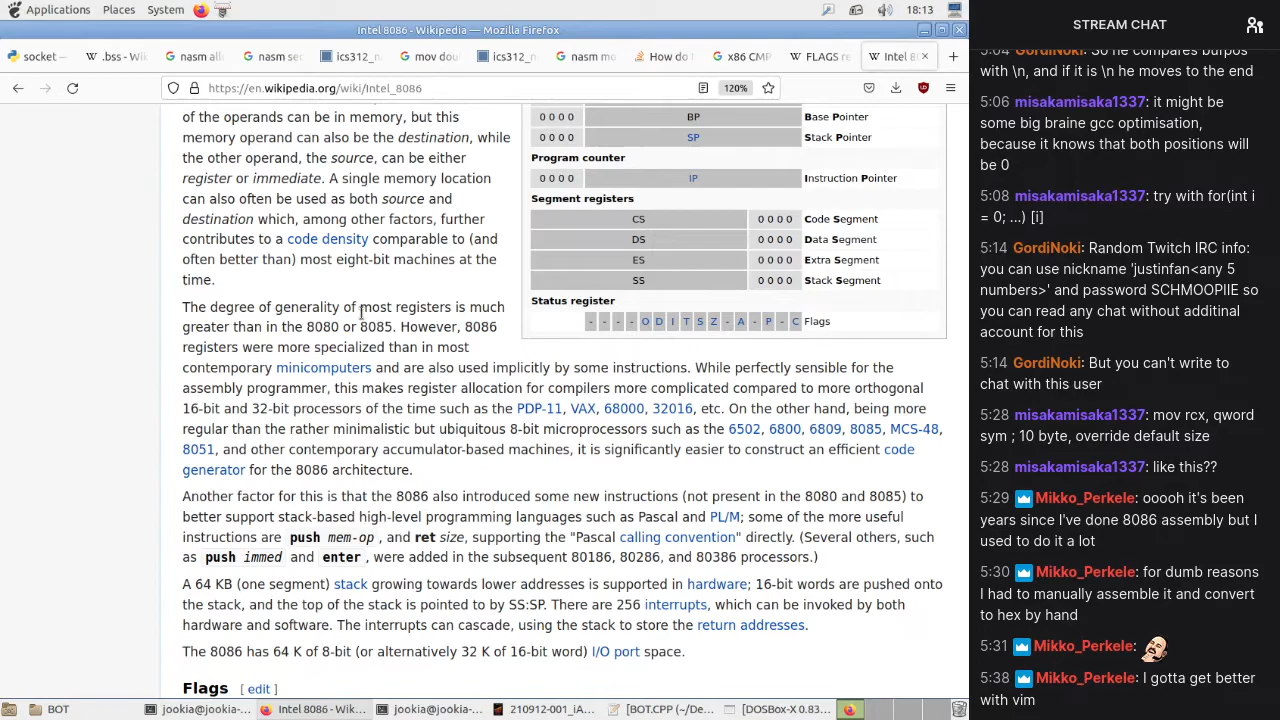 Applications Places System 18:13
Intel 8086 - Wikipedia — Mozilla Firefox
socket —
.bss - Wi
nasm all
nasm sec
ics312_n
mov dou
ics312_n
nasm mo
How do
x86 CMP
FLAGS re
Intel 8
https://en.wikipedia.org/wiki/Intel_8086 120%
of the operands can be in memory, but this
memory operand can also be the destination, while
the other operand, the source, can be either
register or immediate. A single memory location
can also often be used as both source and
destination which, among other factors, further
contributes to a code density comparable to (and
often better than) most eight-bit machines at the
time.
0 0 0 0 BP Base Pointer
0 0 0 0 SP Stack Pointer
Program counter
0 0 0 0 IP Instruction Pointer
Segment registers
CS 0 0 0 0 Code Segment
DS 0 0 0 0 Data Segment
ES 0 0 0 0 Extra Segment
SS 0 0 0 0 Stack Segment
Status register
- - - - O D I T S Z - A - P - C Flags
The degree of generality of most registers is much
greater than in the 8080 or 8085. However, 8086
registers were more specialized than in most
contemporary minicomputers and are also used implicitly by some instructions. While perfectly sensible for the
assembly programmer, this makes register allocation for compilers more complicated compared to more orthogonal
16-bit and 32-bit processors of the time such as the PDP-11, VAX, 68000, 32016, etc. On the other hand, being more
regular than the rather minimalistic but ubiquitous 8-bit microprocessors such as the 6502, 6800, 6809, 8085, MCS-48,
8051, and other contemporary accumulator-based machines, it is significantly easier to construct an efficient code
generator for the 8086 architecture.
Another factor for this is that the 8086 also introduced some new instructions (not present in the 8080 and 8085) to
better support stack-based high-level programming languages such as Pascal and PL/M; some of the more useful
instructions are push mem-op, and ret size, supporting the "Pascal calling convention" directly. (Several others, such
as push immed and enter, were added in the subsequent 80186, 80286, and 80386 processors.)
A 64 KB (one segment) stack growing towards lower addresses is supported in hardware; 16-bit words are pushed onto
the stack, and the top of the stack is pointed to by SS:SP. There are 256 interrupts, which can be invoked by both
hardware and software. The interrupts can cascade, using the stack to store the return addresses.
The 8086 has 64 K of 8-bit (or alternatively 32 K of 16-bit word) I/O port space.
Flags [ edit ]
BOT
jookia@jookia-...
Intel 8086 - Wik...
jookia@jookia-...
210912-001_iA...
[BOT.CPP (~/De...
[DOSBox-X 0.83...
STREAM CHAT
5:04 GordiNoki: So he compares bufpos
with \n, and if it is \n he moves to the end
5:06 misakamisaka1337: it might be
some big braine gcc optimisation,
because it knows that both positions will
be 0
5:08 misakamisaka1337: try with for(int i
= 0; ...) [i]
5:14 GordiNoki: Random Twitch IRC info:
you can use nickname 'justinfan<any 5
numbers>' and password SCHMOOPIIE so
you can read any chat without additinal
account for this
5:14 GordiNoki: But you can't write to
chat with this user
5:28 misakamisaka1337: mov rcx, qword
sym ; 10 byte, override default size
5:28 misakamisaka1337: like this??
5:29 Mikko_Perkele: ooooh it's been
years since I've done 8086 assembly but I
used to do it a lot
5:30 Mikko_Perkele: for dumb reasons
I had to manually assemble it and convert
to hex by hand
5:31 Mikko_Perkele:
5:38 Mikko_Perkele: I gotta get better
with vim